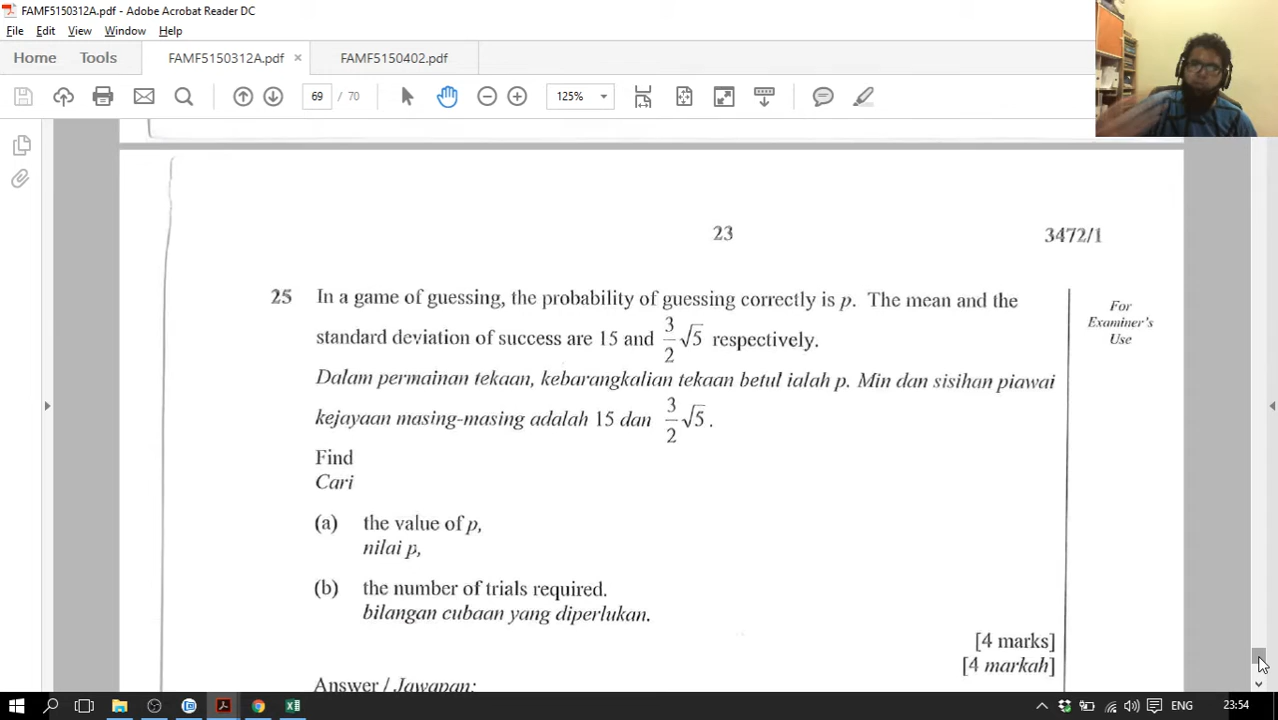 FAMF5150312A.pdf - Adobe Acrobat Reader DC
File Edit View Window Help
Home Tools FAMF5150312A.pdf × FAMF5150402.pdf
69 / 70 125%
23 3472/1
25 In a game of guessing, the probability of guessing correctly is p. The mean and the
standard deviation of success are 15 and 3/2 √5 respectively.
Dalam permainan tekaan, kebarangkalian tekaan betul ialah p. Min dan sisihan piawai
kejayaan masing-masing adalah 15 dan 3/2 √5.
For
Examiner's
Use
Find
Cari
(a) the value of p,
nilai p,
(b) the number of trials required.
bilangan cubaan yang diperlukan.
[4 marks]
[4 markah]
Answer / Jawapan:
ENG 23:54